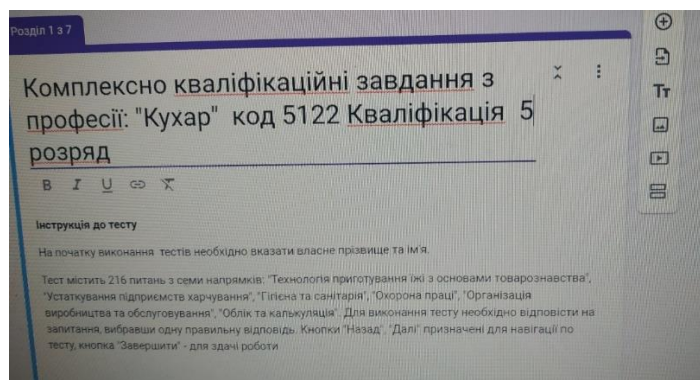 Розділ 1 з 7
Комплексно кваліфікаційні завдання з
професії: "Кухар" код 5122 Кваліфікація 5
розряд
B I U
Tт
Інструкція до тесту
На початку виконання тестів необхідно вказати власне прізвище та ім'я.
Тест містить 216 питань з семи напрямків: "Технологія приготування їжі з основами товарознавства",
"Устаткування підприємств харчування", "Гігієна та санітарія", "Охорона праці", "Організація
виробництва та обслуговування", "Облік та калькуляція". Для виконання тесту необхідно відповісти на
запитання, вибравши одну правильну відповідь. Кнопки "Назад", "Далі" призначені для навігації по
тесту, кнопка "Завершити" - для здачі роботи